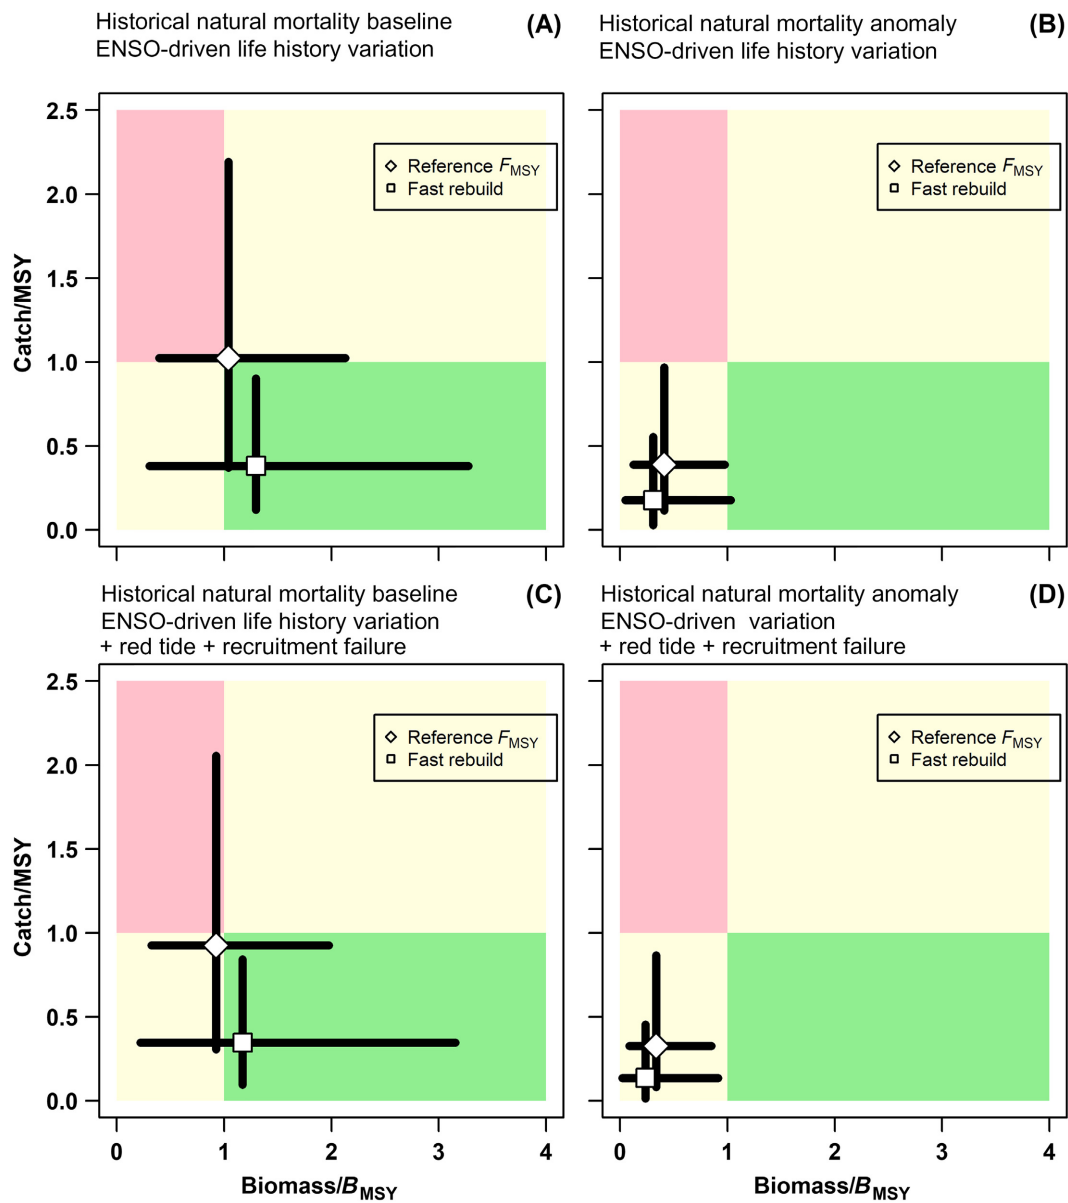 Historical natural mortality baseline
ENSO-driven life history variation
(A)
2.5
2.0
1.5
1.0
0.5
0.0
Catch/MSY
Reference FMSY
Fast rebuild
Historical natural mortality anomaly
ENSO-driven life history variation
(B)
Reference FMSY
Fast rebuild
Historical natural mortality baseline
ENSO-driven life history variation
+ red tide + recruitment failure
(C)
2.5
2.0
1.5
1.0
0.5
0.0
Catch/MSY
Reference FMSY
Fast rebuild
0 1 2 3 4
Biomass/BMSY
Historical natural mortality anomaly
ENSO-driven variation
+ red tide + recruitment failure
(D)
Reference FMSY
Fast rebuild
0 1 2 3 4
Biomass/BMSY